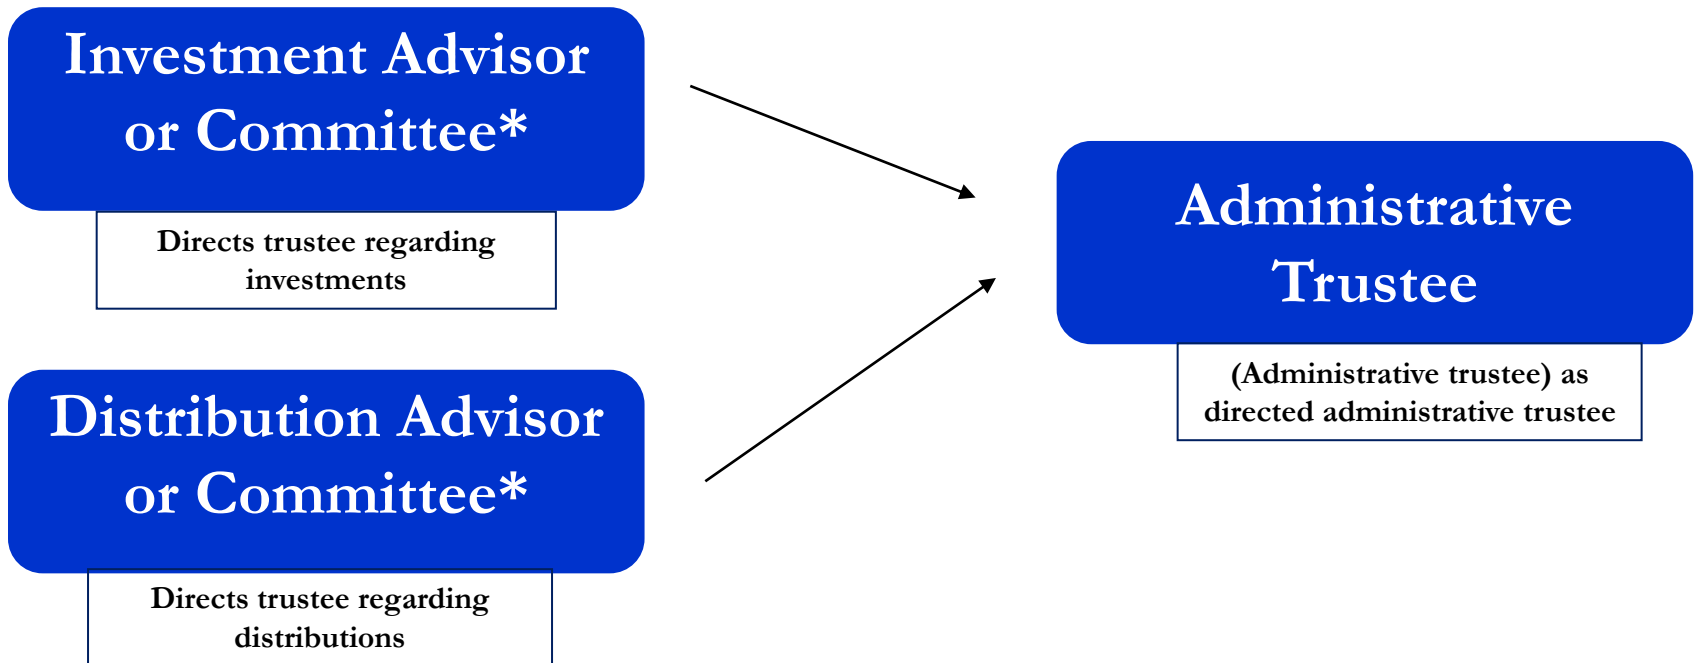 Investment Advisor
or Committee*
Directs trustee regarding
investments
Distribution Advisor
or Committee*
Directs trustee regarding
distributions
Administrative
Trustee
(Administrative trustee) as
directed administrative trustee